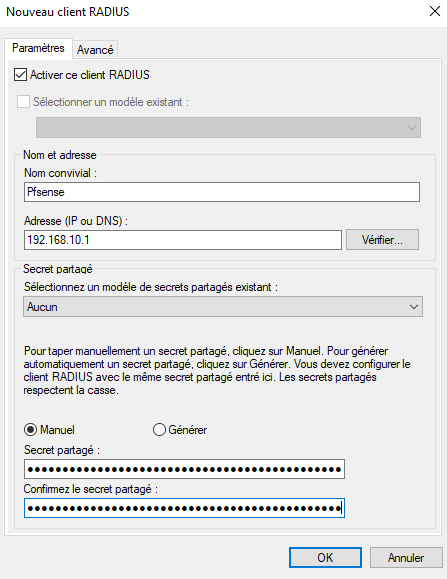 Nouveau client RADIUS
Paramètres Avancé
Activer ce client RADIUS
Sélectionner un modèle existant :
Nom et adresse
Nom convivial :
Pfsense
Adresse (IP ou DNS) :
192.168.10.1 Vérifier...
Secret partagé
Sélectionnez un modèle de secrets partagés existant :
Aucun
Pour taper manuellement un secret partagé, cliquez sur Manuel. Pour générer
automatiquement un secret partagé, cliquez sur Générer. Vous devez configurer le
client RADIUS avec le même secret partagé entré ici. Les secrets partagés
respectent la casse.
Manuel Générer
Secret partagé :
Confirmez le secret partagé :
OK Annuler